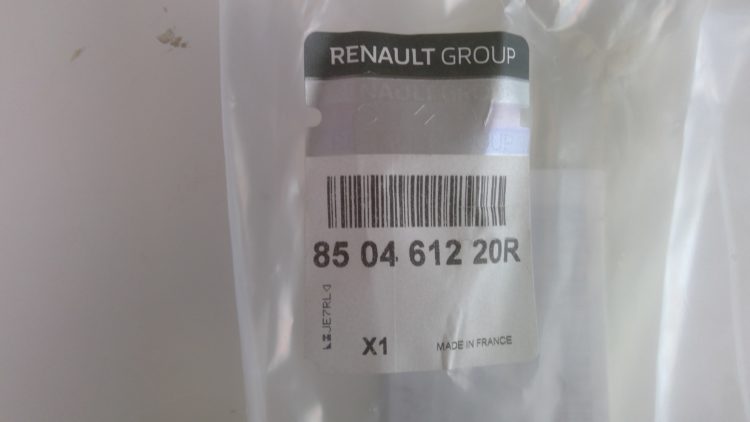 RENAULT GROUP
85 04 612 20R
JE7RL
X1
MADE IN FRANCE